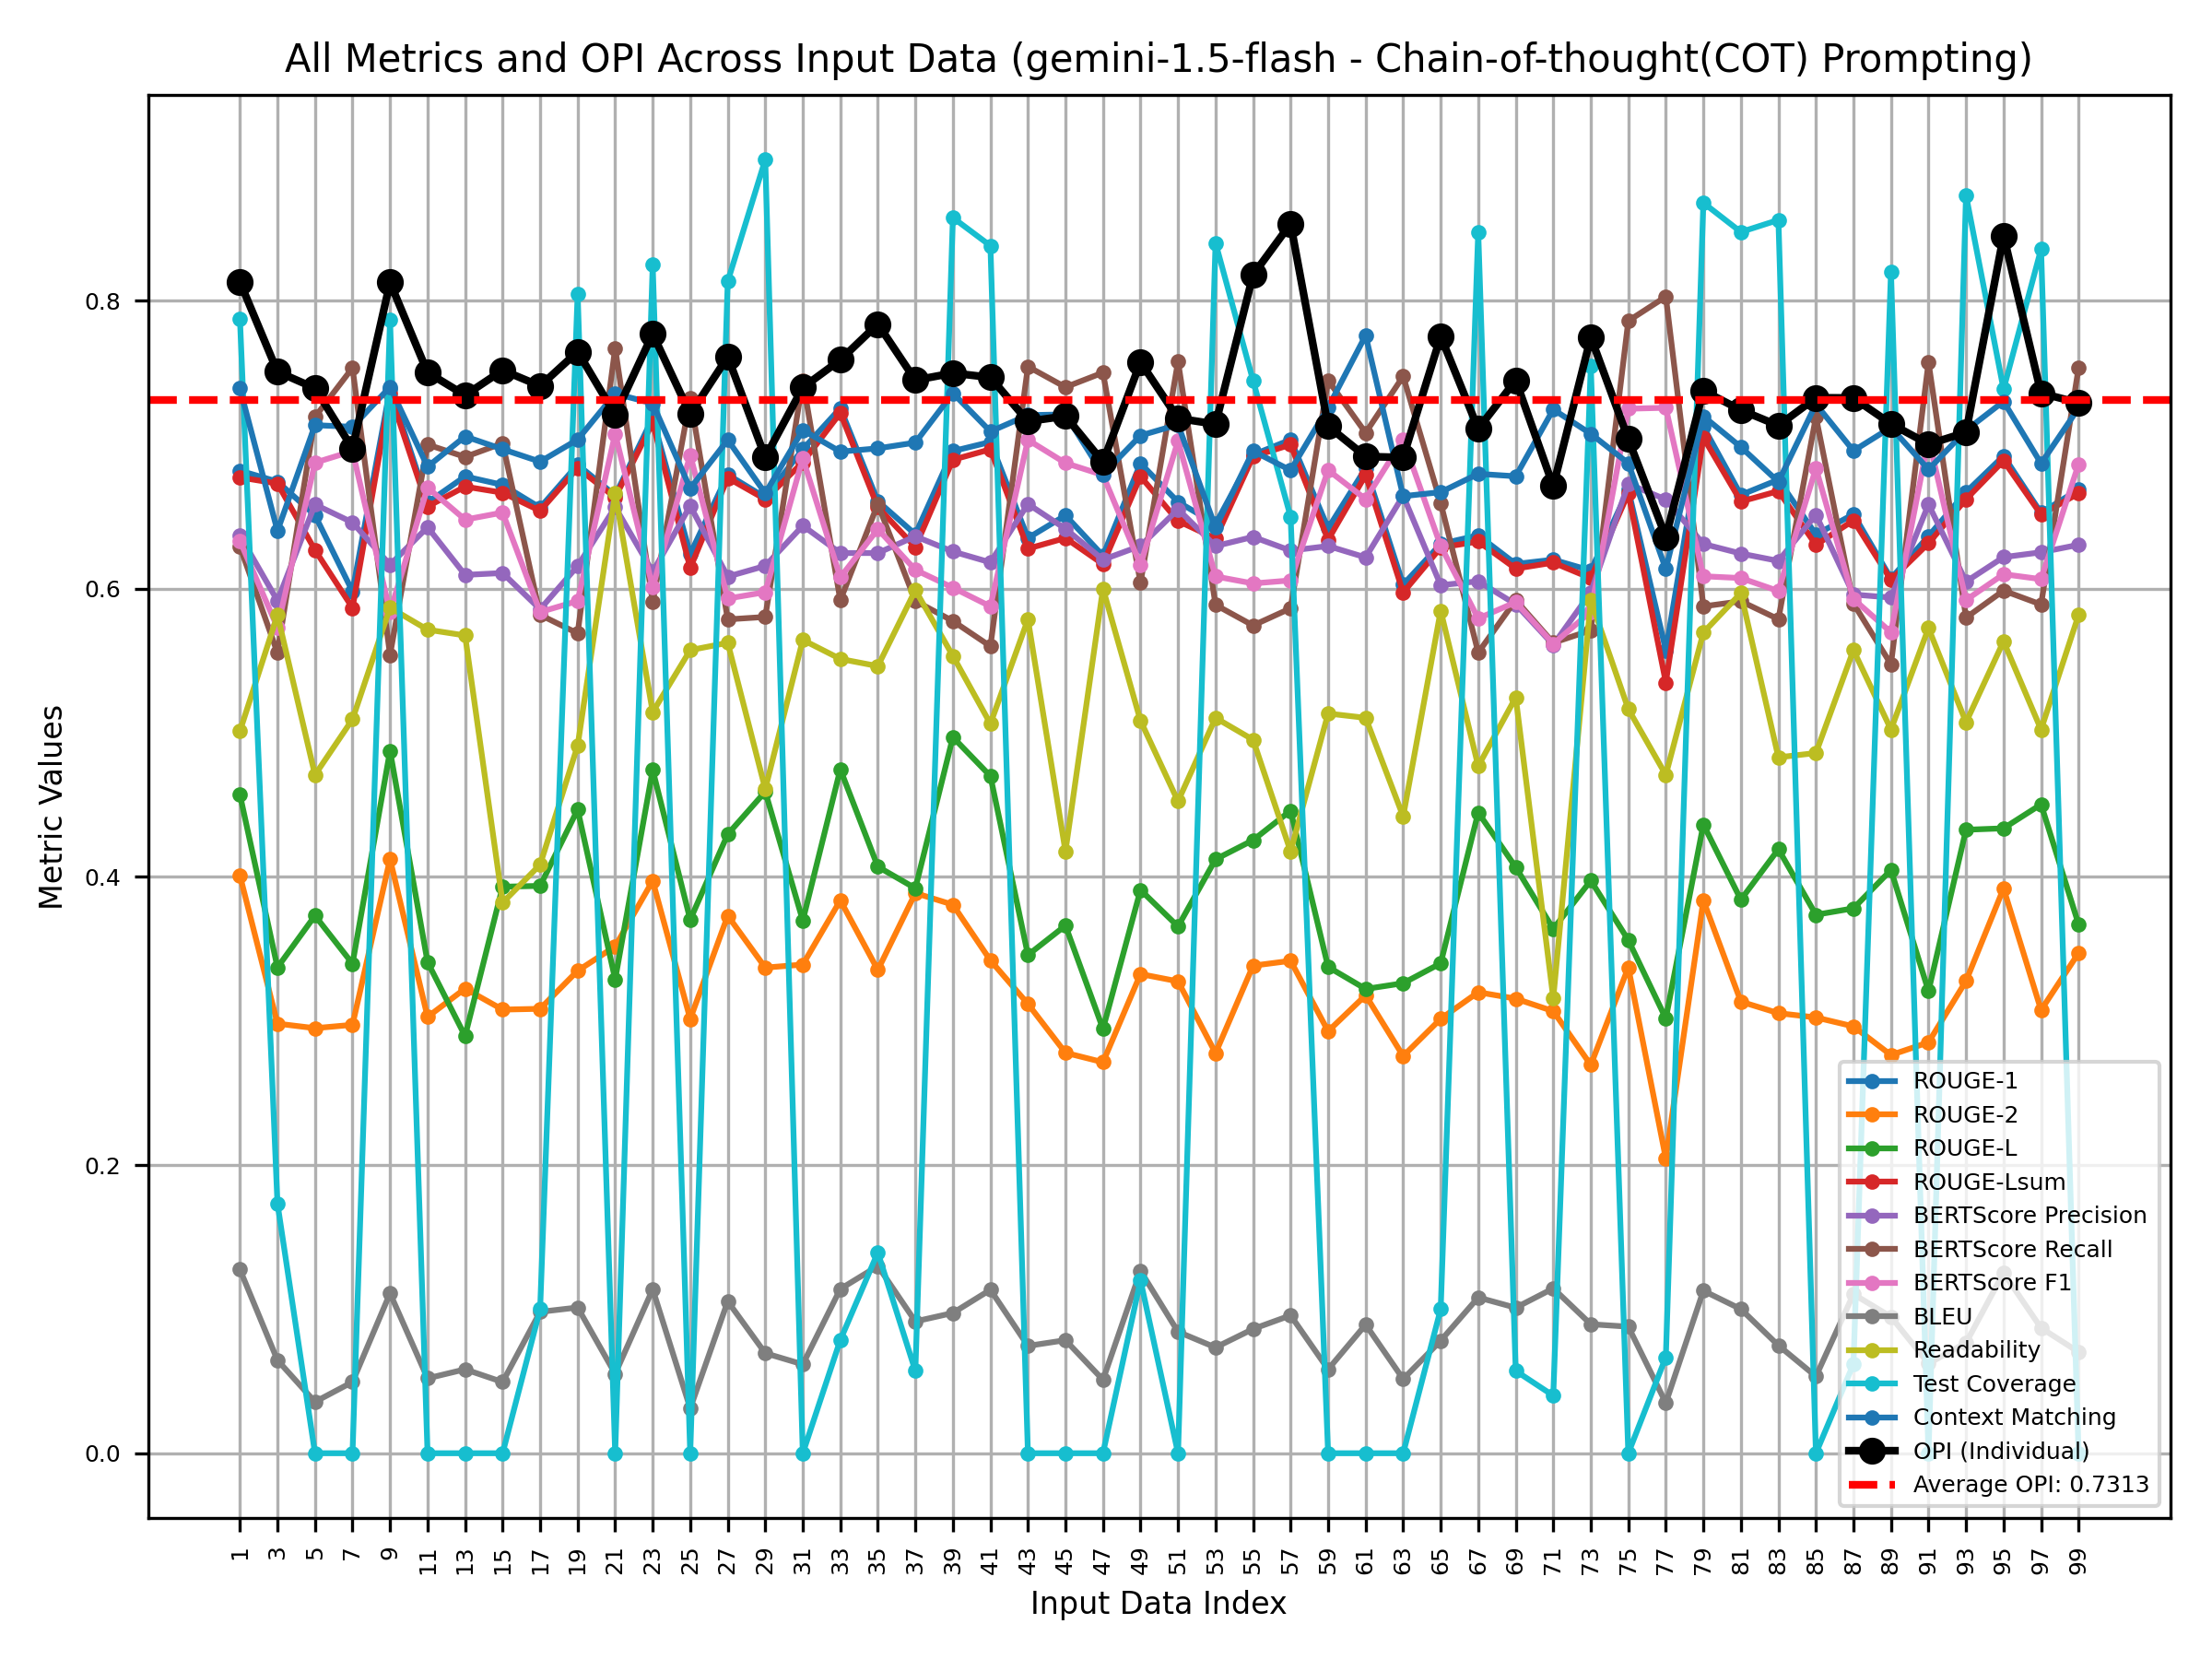 All Metrics and OPI Across Input Data (gemini-1.5-flash - Chain-of-thought(COT) Prompting)
Metric Values
0.8
0.6
0.4
0.2
0.0
ROUGE-1
ROUGE-2
ROUGE-L
ROUGE-Lsum
BERTScore Precision
BERTScore Recall
BERTScore F1
BLEU
Readability
Test Coverage
Context Matching
OPI (Individual)
Average OPI: 0.7313
1 3 5 7 9 11 13 15 17 19 21 23 25 27 29 31 33 35 37 39 41 43 45 47 49 51 53 55 57 59 61 63 65 67 69 71 73 75 77 79 81 83 85 87 89 91 93 95 97 99
Input Data Index